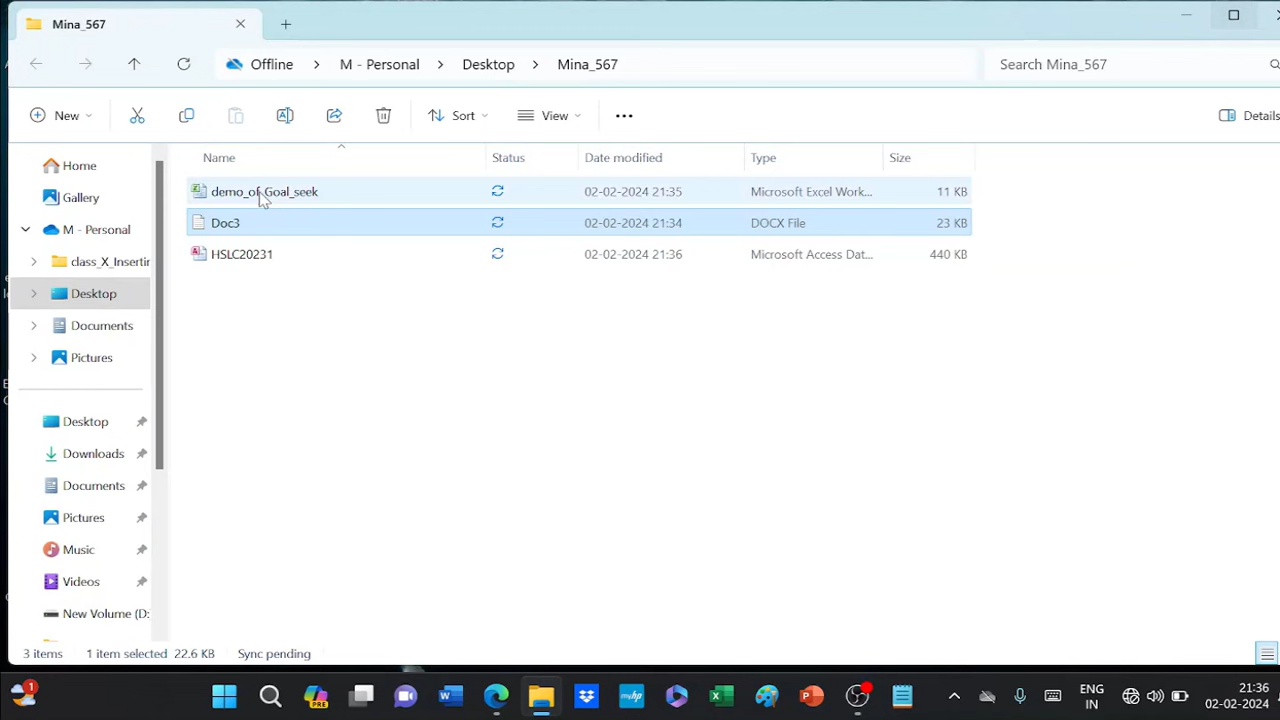 Mina_567
Offline > M - Personal > Desktop > Mina_567
Search Mina_567
New
Sort
View
Details
Name Status Date modified Type Size
demo_of_Goal_seek 02-02-2024 21:35 Microsoft Excel Work... 11 KB
Doc3 02-02-2024 21:34 DOCX File 23 KB
HSLC20231 02-02-2024 21:36 Microsoft Access Dat... 440 KB
Home
Gallery
M - Personal
class_X_Insertin
Desktop
Documents
Pictures
Desktop
Downloads
Documents
Pictures
Music
Videos
New Volume (D:
3 items 1 item selected 22.6 KB Sync pending
1
PRE
myhp
ENG
IN
21:36
02-02-2024